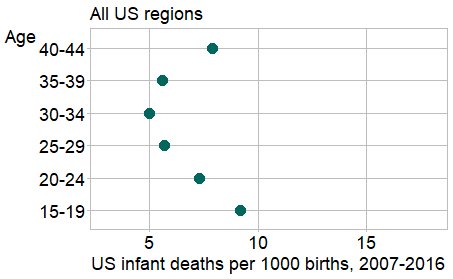 All US regions
Age
40-44
35-39
30-34
25-29
20-24
15-19
5 10 15
US infant deaths per 1000 births, 2007-2016